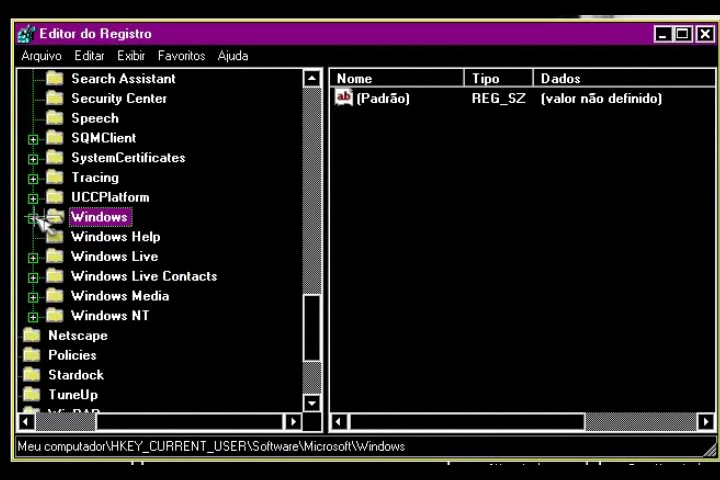 Editor do Registro
Arquivo Editar Exibir Favoritos Ajuda
Search Assistant
Security Center
Speech
SQMClient
SystemCertificates
Tracing
UCCPlatform
Windows
Windows Help
Windows Live
Windows Live Contacts
Windows Media
Windows NT
Netscape
Policies
Stardock
TuneUp
WinRAR
Nome Tipo Dados
ab (Padrão) REG_SZ (valor não definido)
Meu computador\HKEY_CURRENT_USER\Software\Microsoft\Windows